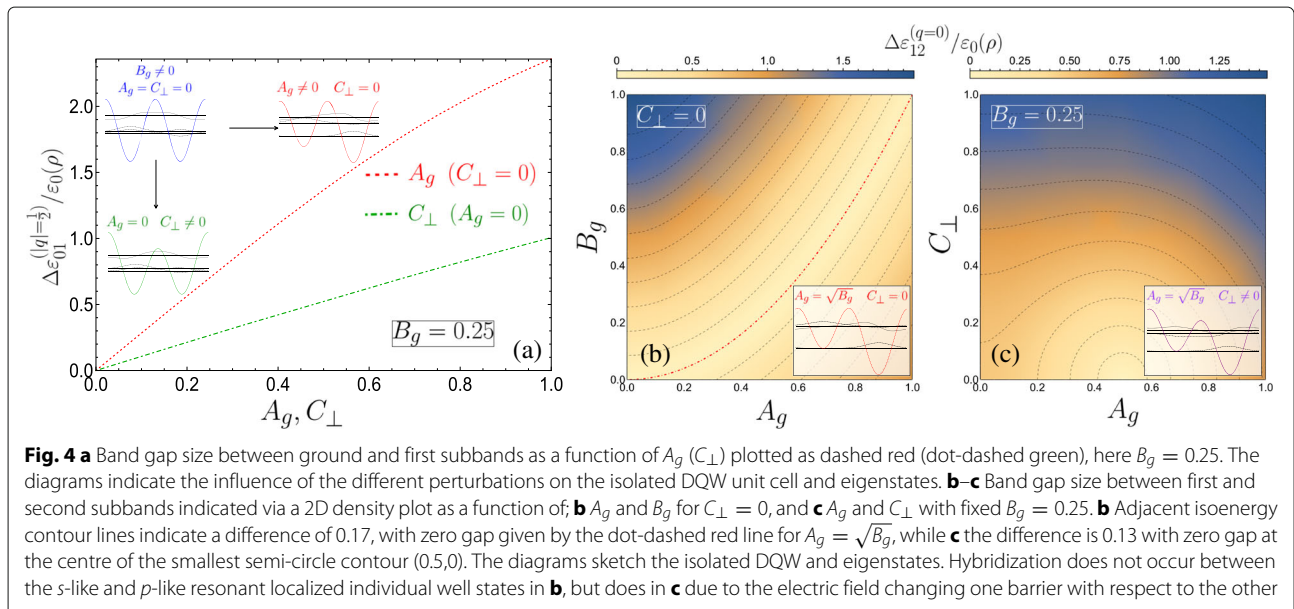 B_g ≠ 0
A_g = C_⊥ = 0
A_g ≠ 0 C_⊥ = 0
A_g = 0 C_⊥ ≠ 0
A_g (C_⊥ = 0)
C_⊥ (A_g = 0)
B_g = 0.25
(a)
Δε_{01}^{(|q|=1/2)}/ε_0(ρ)
2.0
1.5
1.0
0.5
0.0
0.0 0.2 0.4 0.6 0.8 1.0
A_g, C_⊥
Δε_{12}^{(q=0)}/ε_0(ρ)
0 0.5 1.0 1.5
C_⊥ = 0
B_g
1.0
0.8
0.6
0.4
0.2
0.0
A_g = √B_g C_⊥ = 0
(b)
0.0 0.2 0.4 0.6 0.8 1.0
A_g
0 0.25 0.50 0.75 1.00 1.25
B_g = 0.25
C_⊥
1.0
0.8
0.6
0.4
0.2
0.0
A_g = √B_g C_⊥ ≠ 0
(c)
0.0 0.2 0.4 0.6 0.8 1.0
A_g
Fig. 4 a Band gap size between ground and first subbands as a function of A_g (C_⊥) plotted as dashed red (dot-dashed green), here B_g = 0.25. The
diagrams indicate the influence of the different perturbations on the isolated DQW unit cell and eigenstates. b–c Band gap size between first and
second subbands indicated via a 2D density plot as a function of; b A_g and B_g for C_⊥ = 0, and c A_g and C_⊥ with fixed B_g = 0.25. b Adjacent isoenergy
contour lines indicate a difference of 0.17, with zero gap given by the dot-dashed red line for A_g = √B_g, while c the difference is 0.13 with zero gap at
the centre of the smallest semi-circle contour (0.5,0). The diagrams sketch the isolated DQW and eigenstates. Hybridization does not occur between
the s-like and p-like resonant localized individual well states in b, but does in c due to the electric field changing one barrier with respect to the other